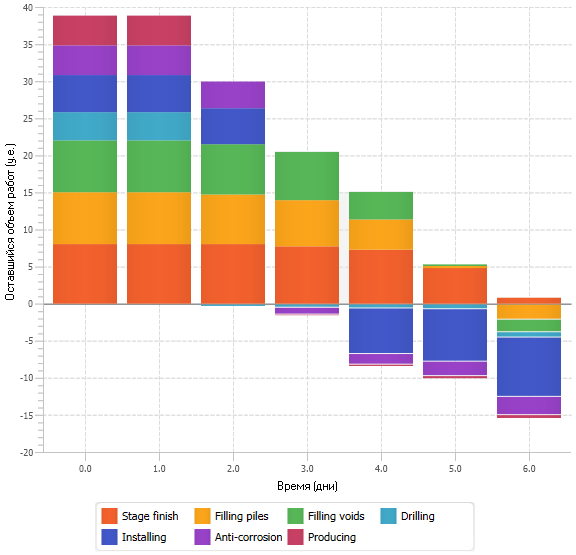 Оставшийся объем работ (у.е.)
40
35
30
25
20
15
10
5
0
-5
-10
-15
-20
0.0 1.0 2.0 3.0 4.0 5.0 6.0
Время (дни)
Stage finish Filling piles Filling voids Drilling
Installing Anti-corrosion Producing